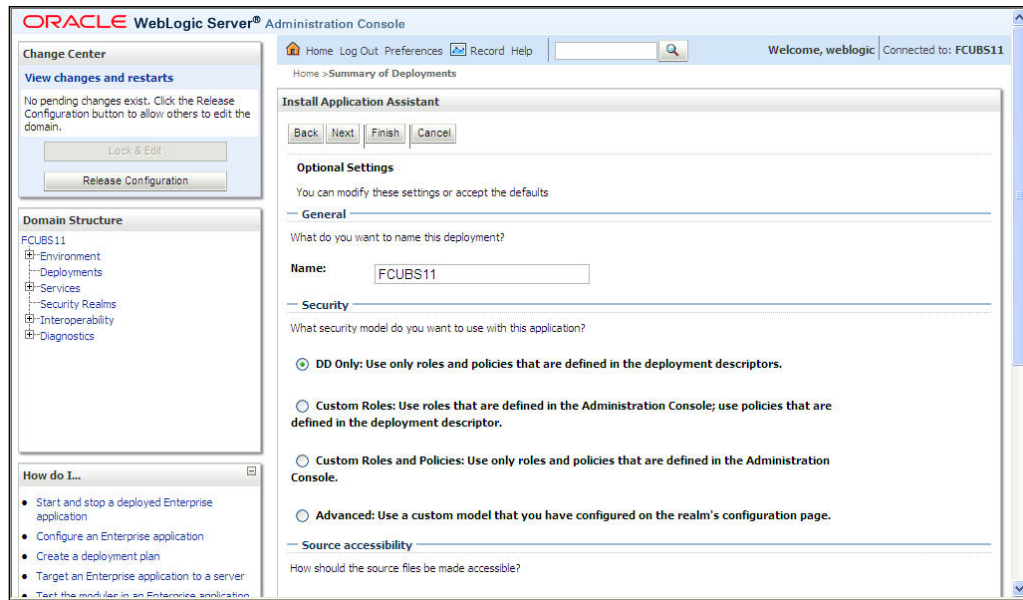 ORACLE WebLogic Server® Administration Console
Change Center
View changes and restarts
No pending changes exist. Click the Release
Configuration button to allow others to edit the
domain.
Lock & Edit
Release Configuration
Domain Structure
FCUBS11
Environment
Deployments
Services
Security Realms
Interoperability
Diagnostics
How do I...
Start and stop a deployed Enterprise
application
Configure an Enterprise application
Create a deployment plan
Target an Enterprise application to a server
Test the modules in an Enterprise application
Home Log Out Preferences Record Help
Welcome, weblogic Connected to: FCUBS11
Home >Summary of Deployments
Install Application Assistant
Back Next Finish Cancel
Optional Settings
You can modify these settings or accept the defaults
General
What do you want to name this deployment?
Name: FCUBS11
Security
What security model do you want to use with this application?
DD Only: Use only roles and policies that are defined in the deployment descriptors.
Custom Roles: Use roles that are defined in the Administration Console; use policies that are
defined in the deployment descriptor.
Custom Roles and Policies: Use only roles and policies that are defined in the Administration
Console.
Advanced: Use a custom model that you have configured on the realm's configuration page.
Source accessibility
How should the source files be made accessible?